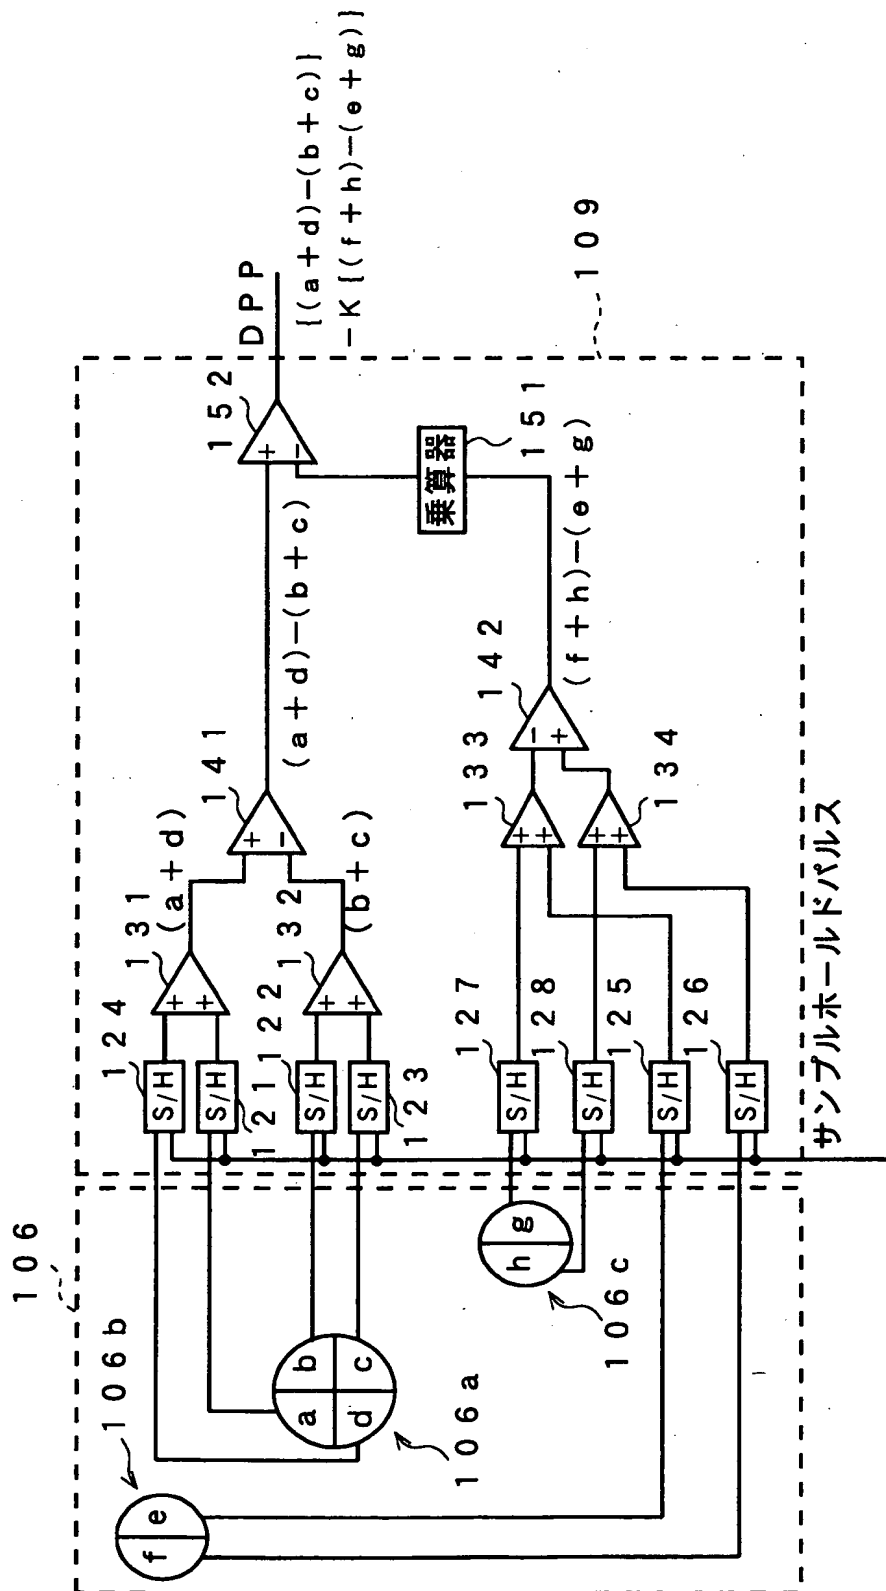 106
106b
f e
a b
d c
106a
h g
106c
124
S/H
S/H
121
122
S/H
S/H
123
127
S/H
128
S/H
125
S/H
126
S/H
サンプルホールドパルス
131
+
+
(a+d)
132
+
+
(b+c)
141
+
−
(a+d)−(b+c)
133
+
+
134
+
+
142
−
+
(f+h)−(e+g)
乗算器
151
152
+
−
109
DPP
{(a+d)−(b+c)}
−K{(f+h)−(e+g)}